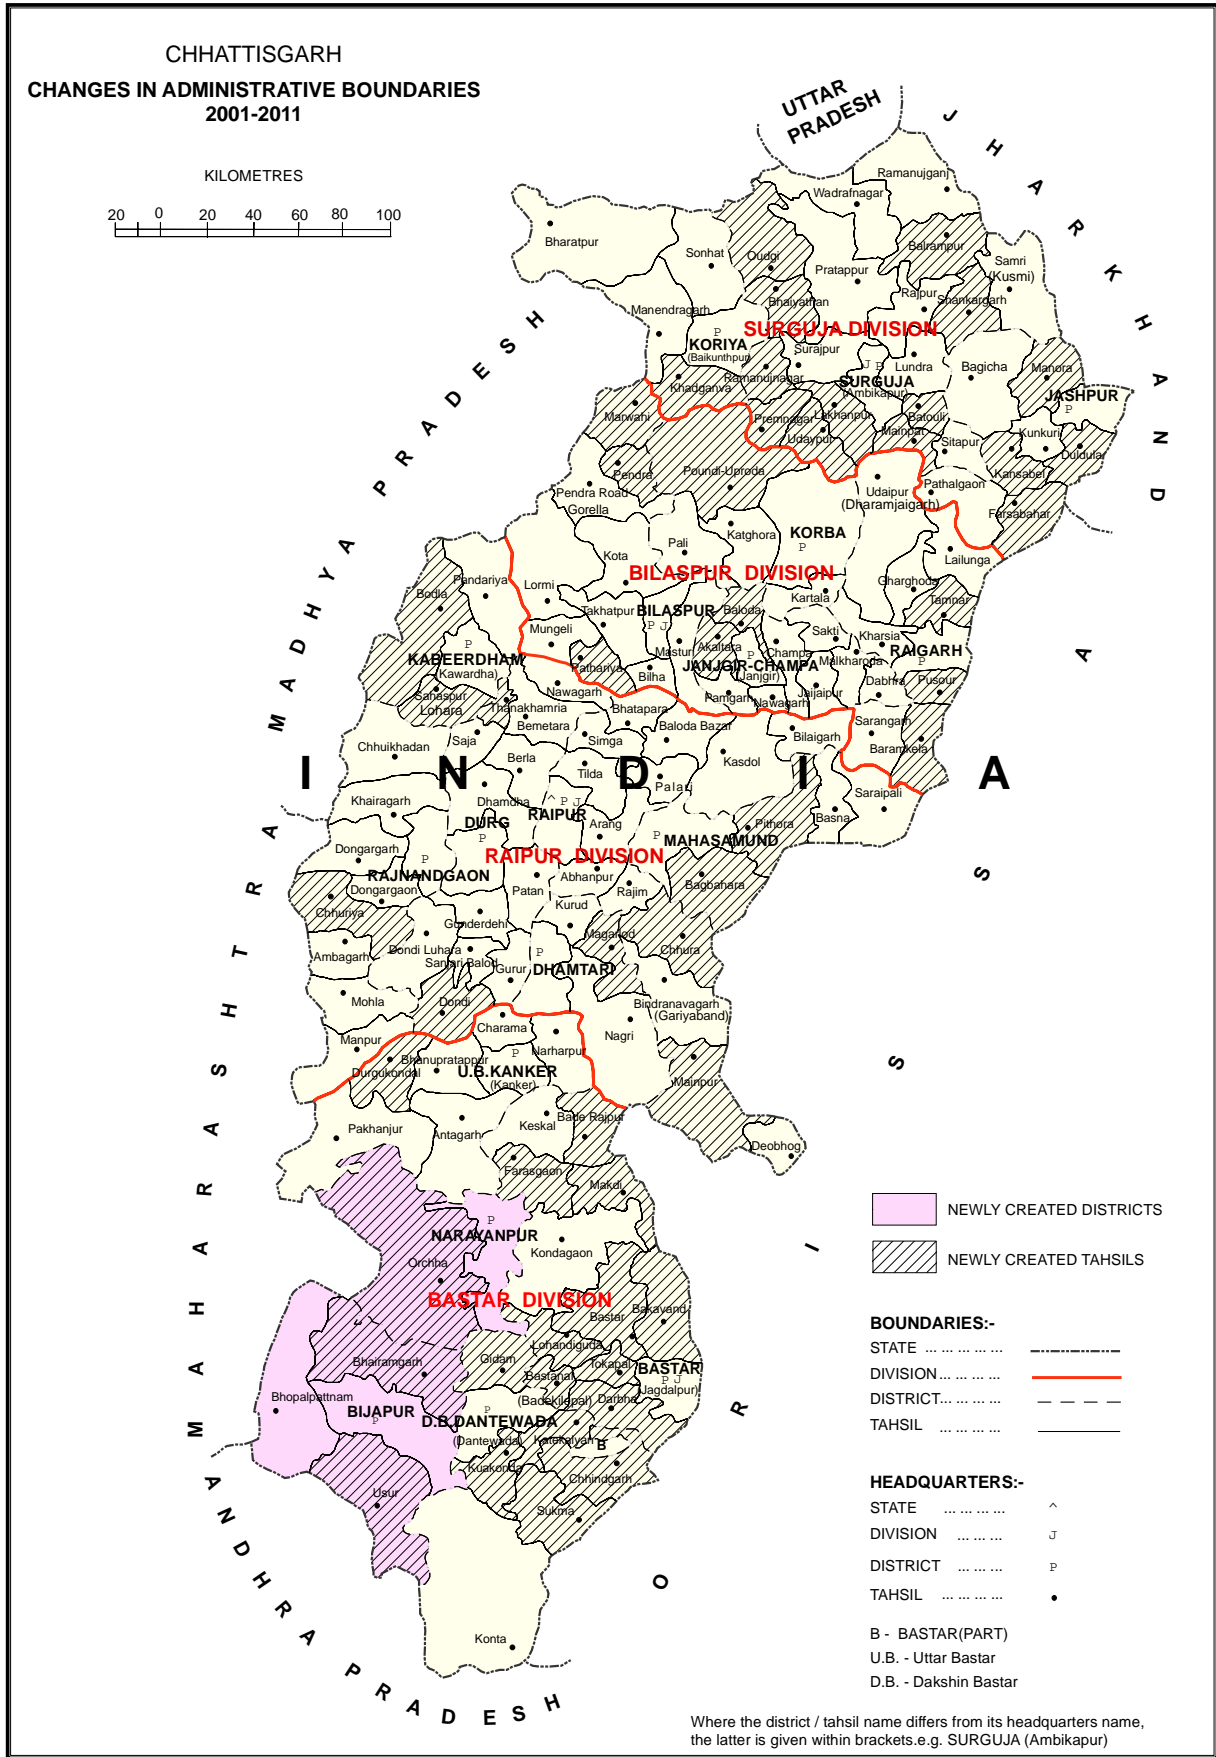 CHHATTISGARH
CHANGES IN ADMINISTRATIVE BOUNDARIES
2001-2011
KILOMETRES
20 0 20 40 60 80 100
UTTAR
PRADESH
JHARKHAND
MADHYA PRADESH
MAHARASHTRA
ANDHRA PRADESH
ORISSA
INDIA
Ramanujganj
Wadrafnagar
Bharatpur
Sonhat
Oudgi
Balrampur
Pratappur
Samri
(Kusmi)
Rajpur
Shankargarh
Bhaiyathan
Manendragarh
P
SURGUJA DIVISION
KORIYA
(Baikunthpur)
Surajpur
J P
Lundra
Bagicha
Manora
Ramanujnagar
SURGUJA
(Ambikapur)
Khadganva
JASHPUR
P
Marwahi
Premnagar
Lakhanpur
Batouli
Udaypur
Mainpat
Sitapur
Kunkuri
Duldula
Kansabel
Pendra
Poundi-Uproda
Udaipur
(Dharamjaigarh)
Pathalgaon
Pendra Road
Gorella
Farsabahar
Katghora
KORBA
P
Pali
Kota
Lailunga
BILASPUR DIVISION
Pandariya
Bodla
Lormi
Gharghoda
Kartala
Tamnar
Takhatpur
BILASPUR
P J
Baloda
Mungeli
Akaltara
Sakti
Kharsia
Masturi
P
Champa
RAIGARH
P
P
KABEERDHAM
(Kawardha)
Pathariya
Bilha
JANJGIR-CHAMPA
(Janjgir)
Malkharoda
Dabhra
Pusour
Sahaspur
Lohara
Nawagarh
Pamgarh
Nawagarh
Jaijaipur
Thanakhamria
Bemetara
Bhatapara
Baloda Bazar
Bilaigarh
Sarangarh
Baramkela
Chhuikhadan
Saja
Simga
Kasdol
Berla
Tilda
Palari
Khairagarh
Dhamdha
^ P J
RAIPUR
DURG
P
Arang
P
MAHASAMUND
Pithora
Basna
Saraipali
Dongargarh
P
RAIPUR DIVISION
RAJNANDGAON
Abhanpur
Dongargaon
Patan
Rajim
Bagbahara
Chhuriya
Kurud
Gunderdehi
Magarlod
Ambagarh
Dondi Luhara
Sanjari Balod
P
Chhura
Gurur
DHAMTARI
Mohla
Dondi
Bindranavagarh
(Gariyaband)
Charama
Nagri
Manpur
Narharpur
Bhanupratappur
P
Durgukondal
U.B.KANKER
(Kanker)
Mainpur
Pakhanjur
Antagarh
Keskal
Bade Rajpur
Deobhog
Farasgaon
Makdi
P
NARAYANPUR
Kondagaon
Orchha
BASTAR DIVISION
Bastar
Bakavand
Lohandiguda
Bhairamgarh
Gidam
Tokapal
BASTAR
P J
(Jagdalpur)
Bastanar
(Badekilepal)
Darbha
Bhopalpattnam
BIJAPUR
P
P
D.B.DANTEWADA
(Dantewada)
Katekalyan
B
Kuakonda
Chhindgarh
Usur
Sukma
Konta
NEWLY CREATED DISTRICTS
NEWLY CREATED TAHSILS
BOUNDARIES:-
STATE ... ... ... ... ...
DIVISION... ... ... ...
DISTRICT... ... ... ...
TAHSIL ... ... ... ...
HEADQUARTERS:-
STATE ... ... ... ... ^
DIVISION ... ... ... J
DISTRICT ... ... ... P
TAHSIL ... ... ... ...
B - BASTAR(PART)
U.B. - Uttar Bastar
D.B. - Dakshin Bastar
Where the district / tahsil name differs from its headquarters name,
the latter is given within brackets.e.g. SURGUJA (Ambikapur)